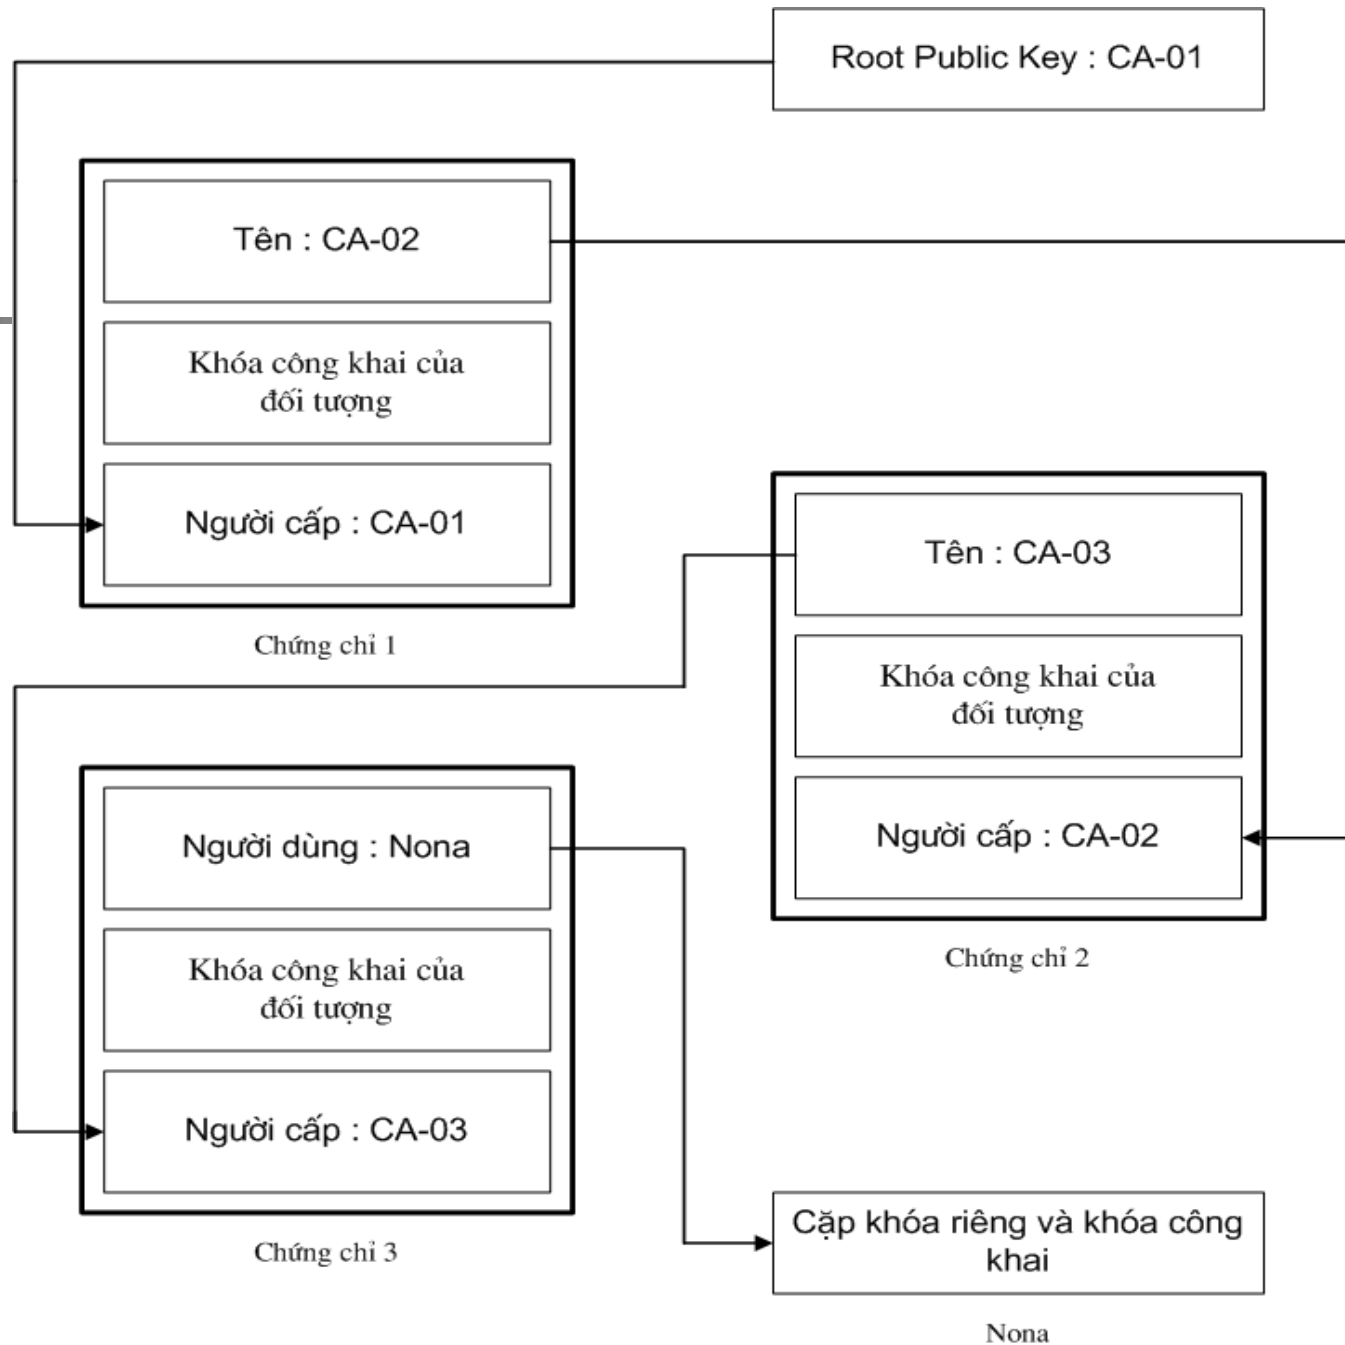 Root Public Key : CA-01
Tên : CA-02
Khóa công khai của
đối tượng
Người cấp : CA-01
Chứng chỉ 1
Tên : CA-03
Khóa công khai của
đối tượng
Người cấp : CA-02
Chứng chỉ 2
Người dùng : Nona
Khóa công khai của
đối tượng
Người cấp : CA-03
Chứng chỉ 3
Cặp khóa riêng và khóa công
khai
Nona